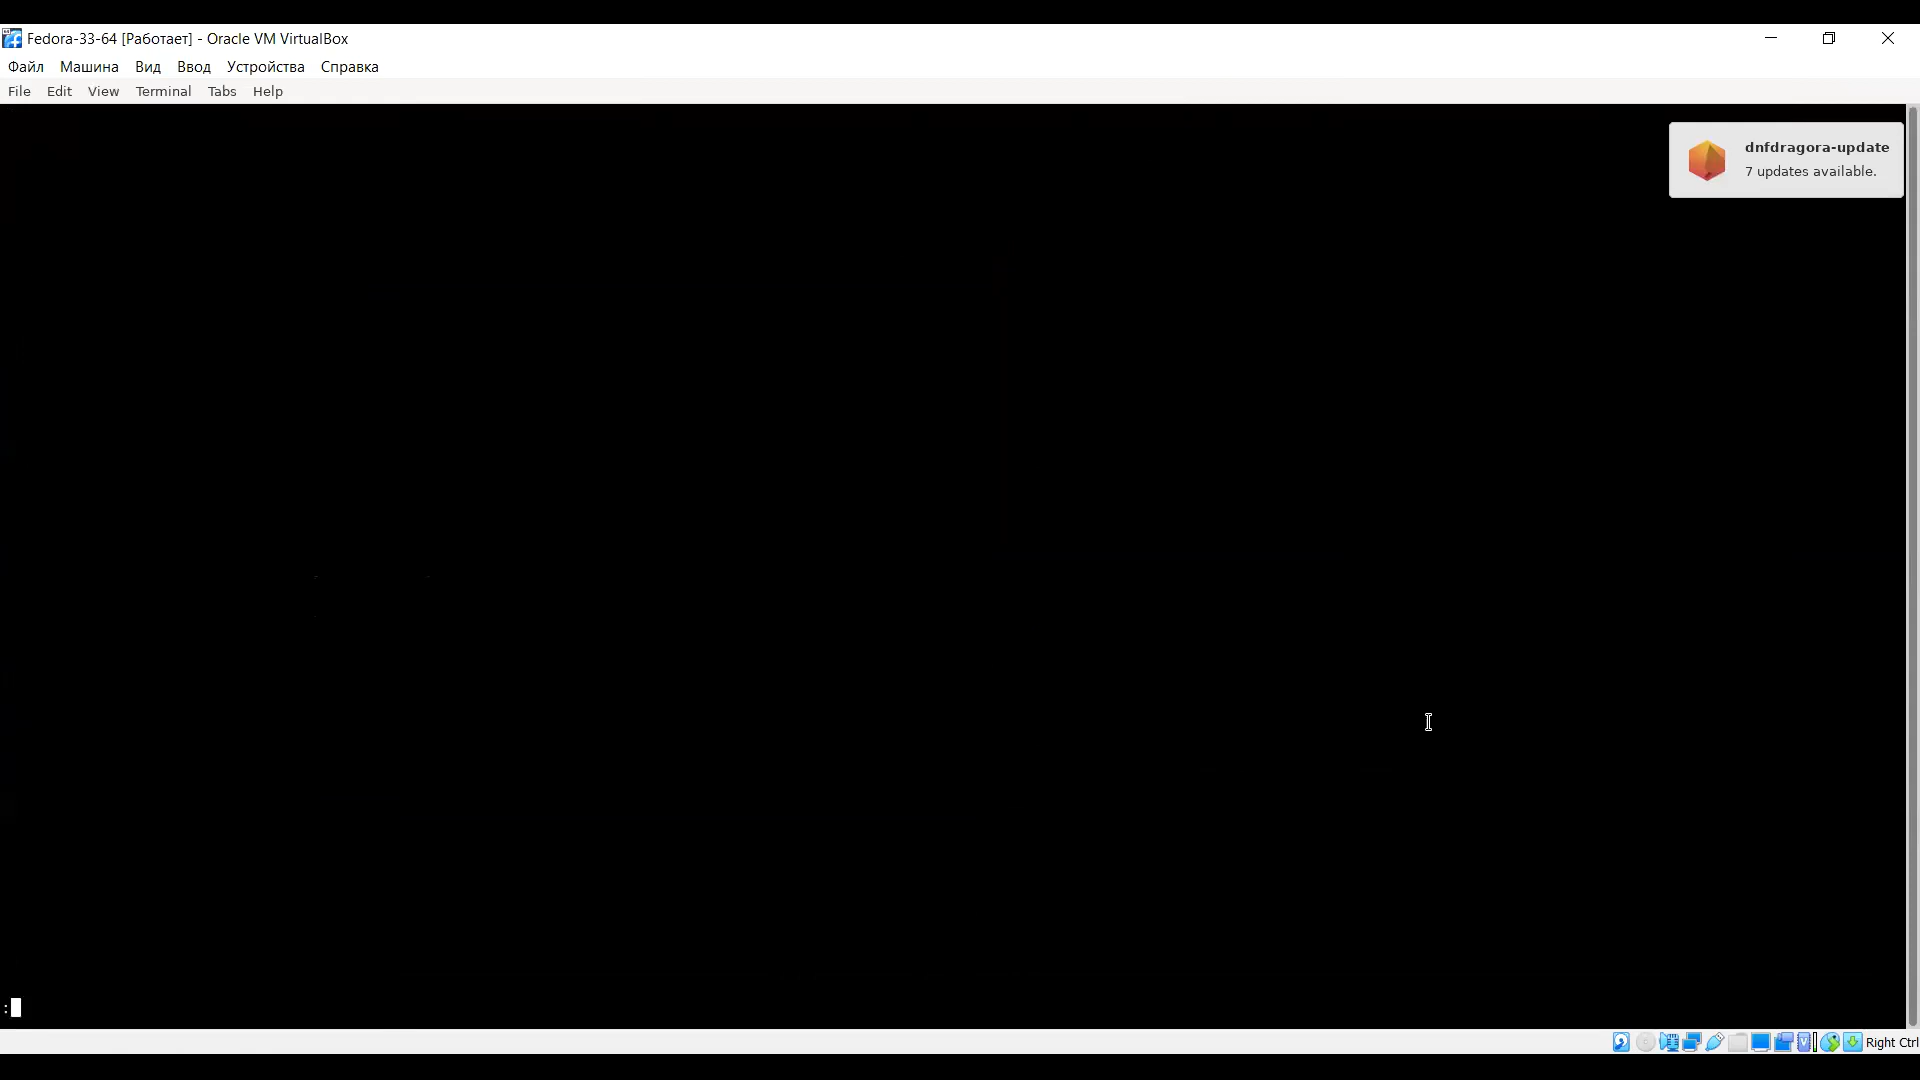 Fedora-33-64 [Работает] - Oracle VM VirtualBox
Файл Машина Вид Ввод Устройства Справка
File Edit View Terminal Tabs Help
dnfdragora-update
7 updates available.
:
Right Ctrl